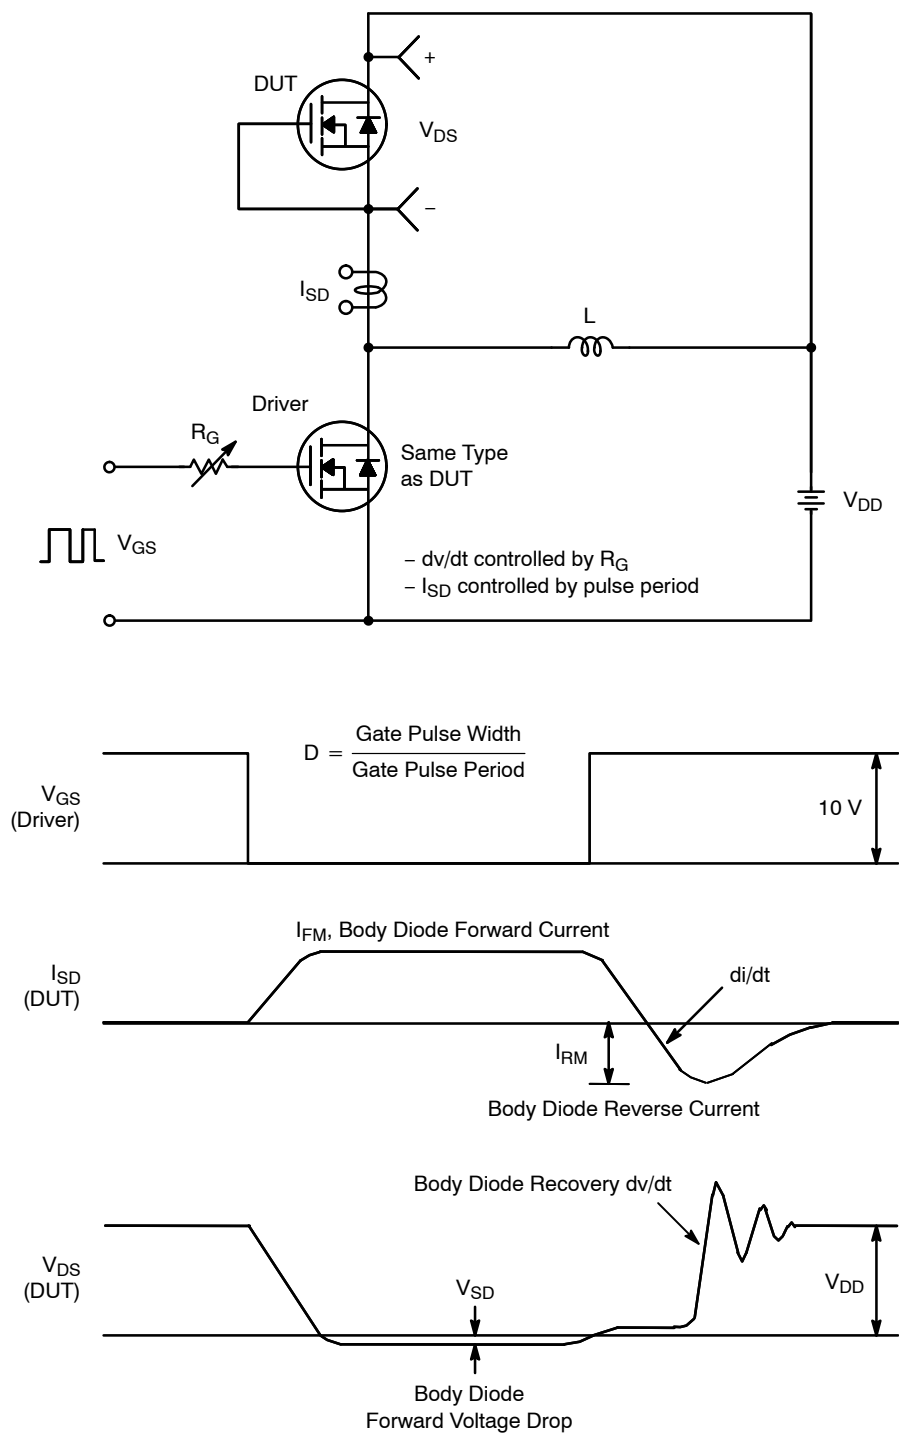 +
DUT
V_DS
−
I_SD
L
Driver
R_G
Same Type
as DUT
V_DD
V_GS
− dv/dt controlled by R_G
− I_SD controlled by pulse period
D = Gate Pulse Width
Gate Pulse Period
V_GS
(Driver)
10 V
I_FM, Body Diode Forward Current
I_SD
(DUT)
di/dt
I_RM
Body Diode Reverse Current
Body Diode Recovery dv/dt
V_DS
(DUT)
V_SD
V_DD
Body Diode
Forward Voltage Drop